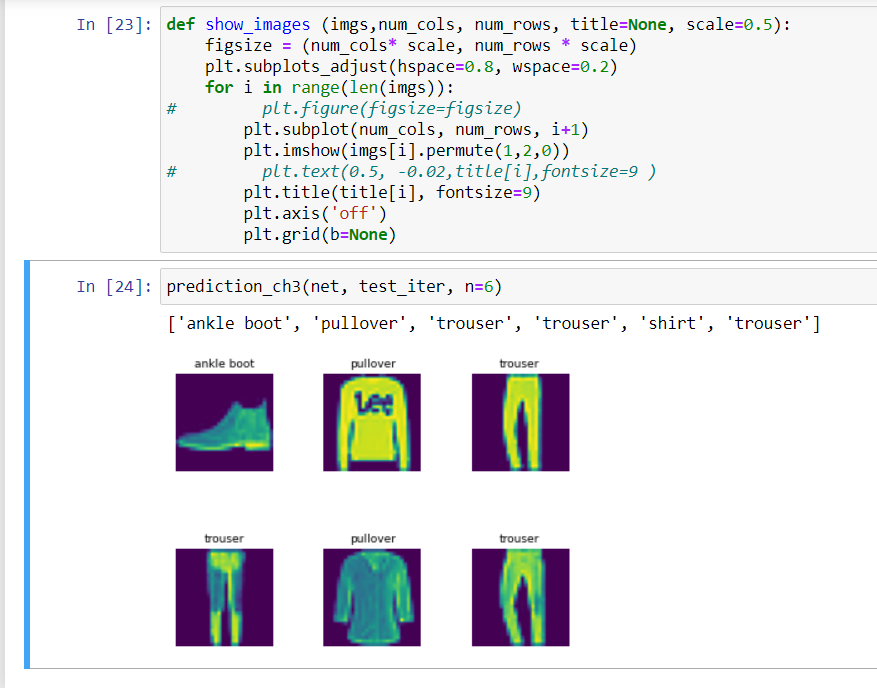 In [23]: def show_images (imgs,num_cols, num_rows, title=None, scale=0.5):
    figsize = (num_cols* scale, num_rows * scale)
    plt.subplots_adjust(hspace=0.8, wspace=0.2)
    for i in range(len(imgs)):
#         plt.figure(figsize=figsize)
        plt.subplot(num_cols, num_rows, i+1)
        plt.imshow(imgs[i].permute(1,2,0))
#         plt.text(0.5, -0.02,title[i],fontsize=9 )
        plt.title(title[i], fontsize=9)
        plt.axis('off')
        plt.grid(b=None)
In [24]: prediction_ch3(net, test_iter, n=6)
['ankle boot', 'pullover', 'trouser', 'trouser', 'shirt', 'trouser']
ankle boot pullover trouser
Lee
trouser pullover trouser